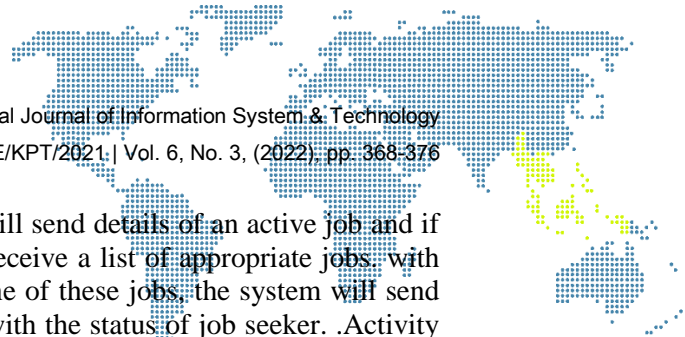 al Journal of Information System & Technology
E/KPT/2021 | Vol. 6, No. 3, (2022), pp. 368-376
ill send details of an active job and if
eceive a list of appropriate jobs. with
ne of these jobs, the system will send
with the status of job seeker. .Activity